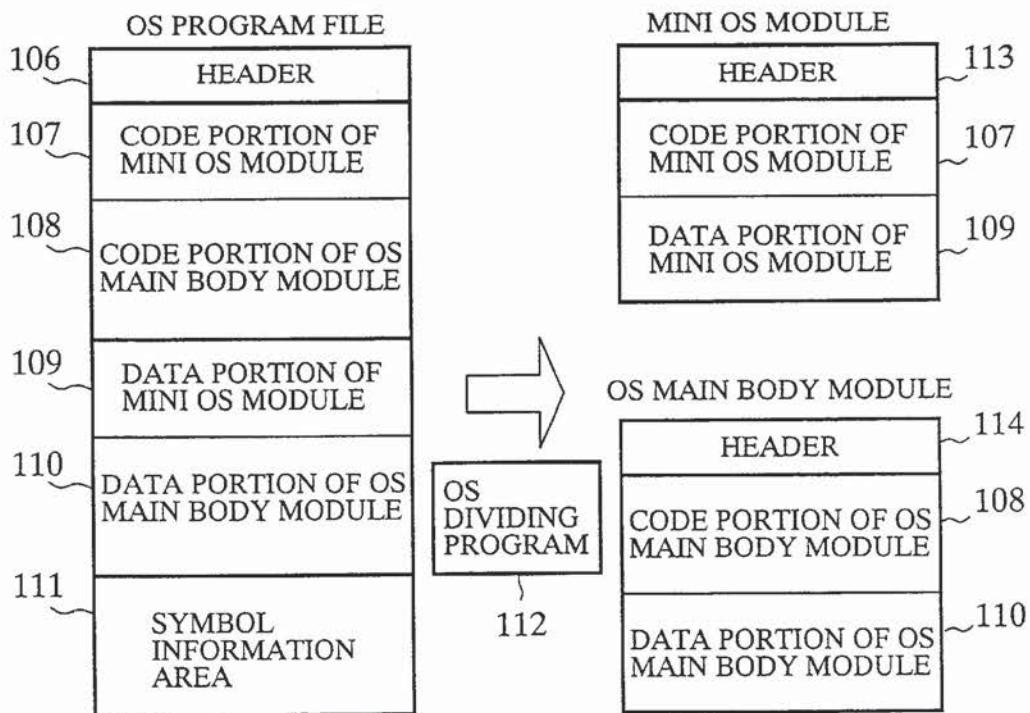 OS PROGRAM FILE
106
HEADER
107
CODE PORTION OF
MINI OS MODULE
108
CODE PORTION OF OS
MAIN BODY MODULE
109
DATA PORTION OF
MINI OS MODULE
110
DATA PORTION OF OS
MAIN BODY MODULE
111
SYMBOL
INFORMATION
AREA
OS
DIVIDING
PROGRAM
112
MINI OS MODULE
HEADER
113
CODE PORTION OF
MINI OS MODULE
107
DATA PORTION OF
MINI OS MODULE
109
OS MAIN BODY MODULE
HEADER
114
CODE PORTION OF OS
MAIN BODY MODULE
108
DATA PORTION OF OS
MAIN BODY MODULE
110